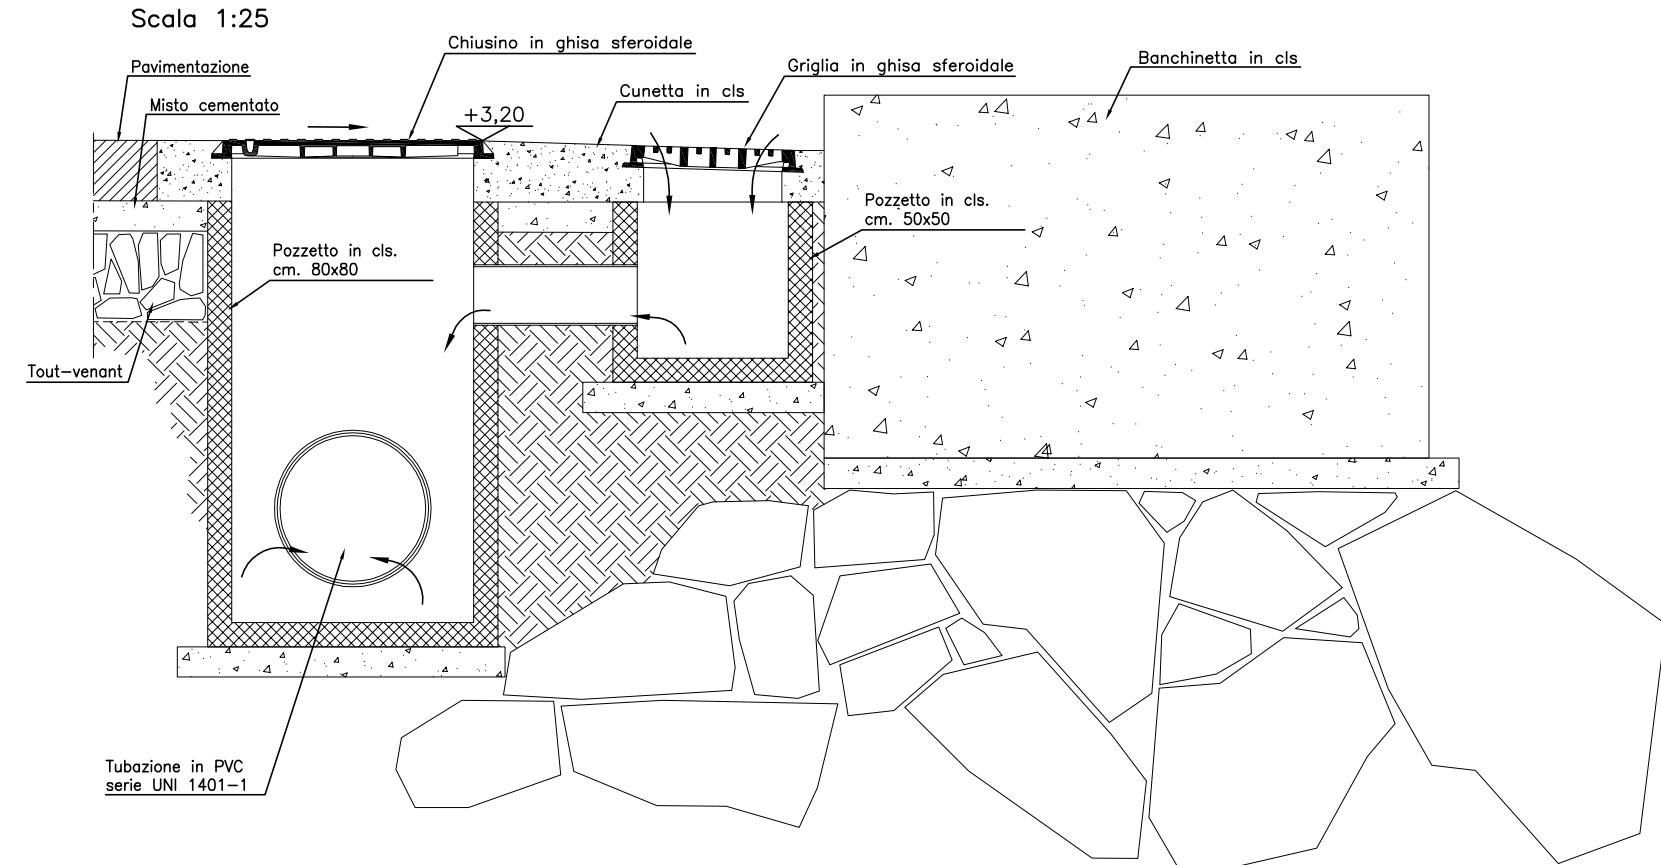 Scala 1:25
Chiusino in ghisa sferoidale
Banchinetta in cls
Pavimentazione
Griglia in ghisa sferoidale
Cunetta in cls
Misto cementato
+3,20
Pozzetto in cls.
cm. 50x50
Pozzetto in cls.
cm. 80x80
Tout-venant
Tubazione in PVC
serie UNI 1401-1